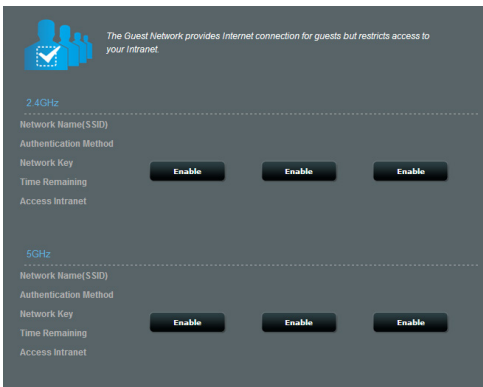 The Guest Network provides Internet connection for guests but restricts access to
your Intranet.
2.4GHz
Network Name(SSID)
Authentication Method
Network Key
Enable Enable Enable
Time Remaining
Access Intranet
5GHz
Network Name(SSID)
Authentication Method
Network Key
Enable Enable Enable
Time Remaining
Access Intranet